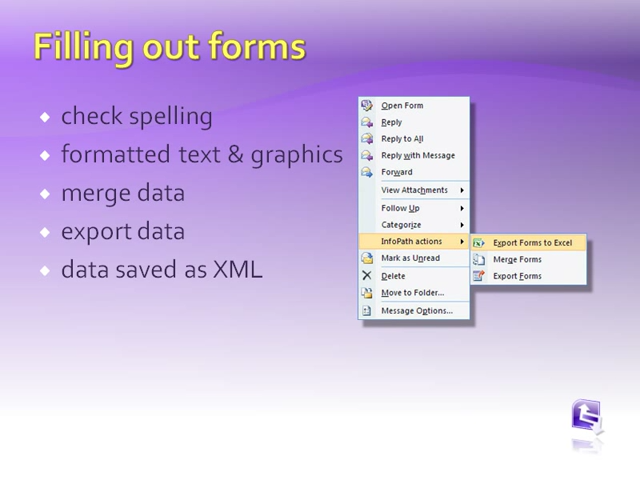 Filling out forms
check spelling
formatted text & graphics
merge data
export data
data saved as XML
Open Form
Reply
Reply to All
Reply with Message
Forward
View Attachments
Follow Up
Categorize
InfoPath actions
Mark as Unread
Delete
Move to Folder...
Message Options...
Export Forms to Excel
Merge Forms
Export Forms